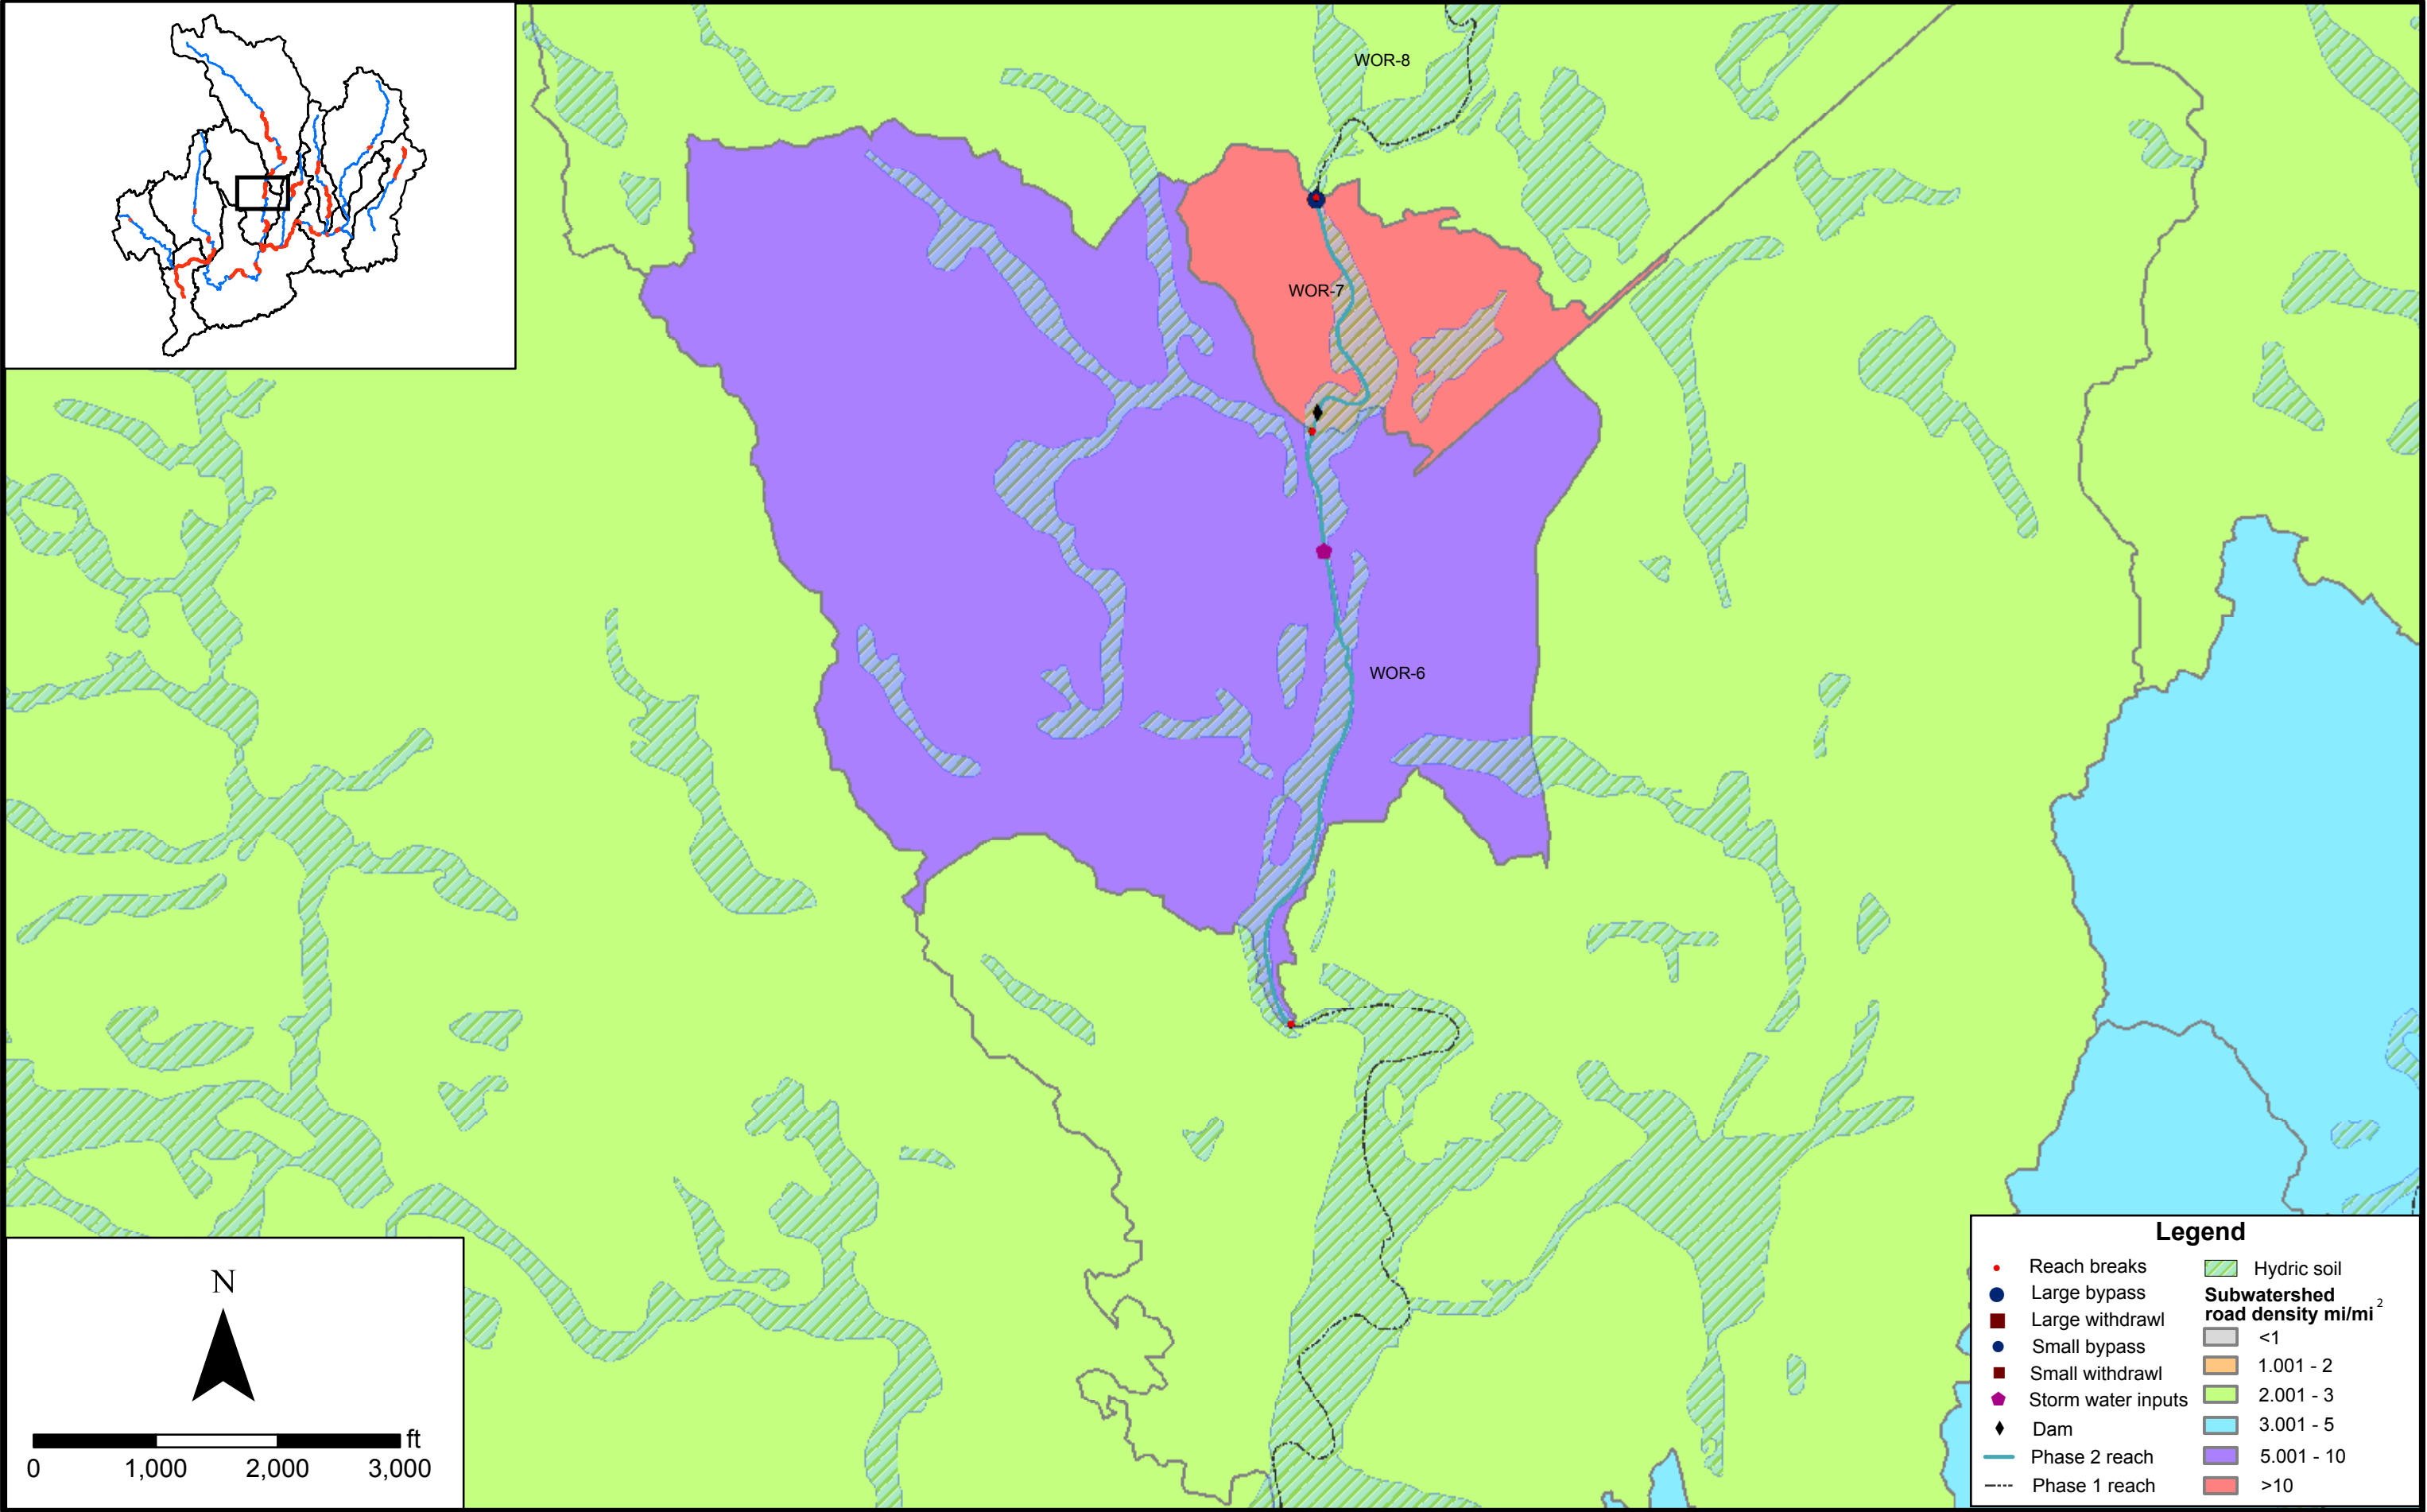 WOR-8
WOR-7
WOR-6
N
ft
0 1,000 2,000 3,000
Legend
Reach breaks
Large bypass
Large withdrawl
Small bypass
Small withdrawl
Storm water inputs
Dam
Phase 2 reach
Phase 1 reach
Hydric soil
Subwatershed
road density mi/mi 2
<1
1.001 - 2
2.001 - 3
3.001 - 5
5.001 - 10
>10